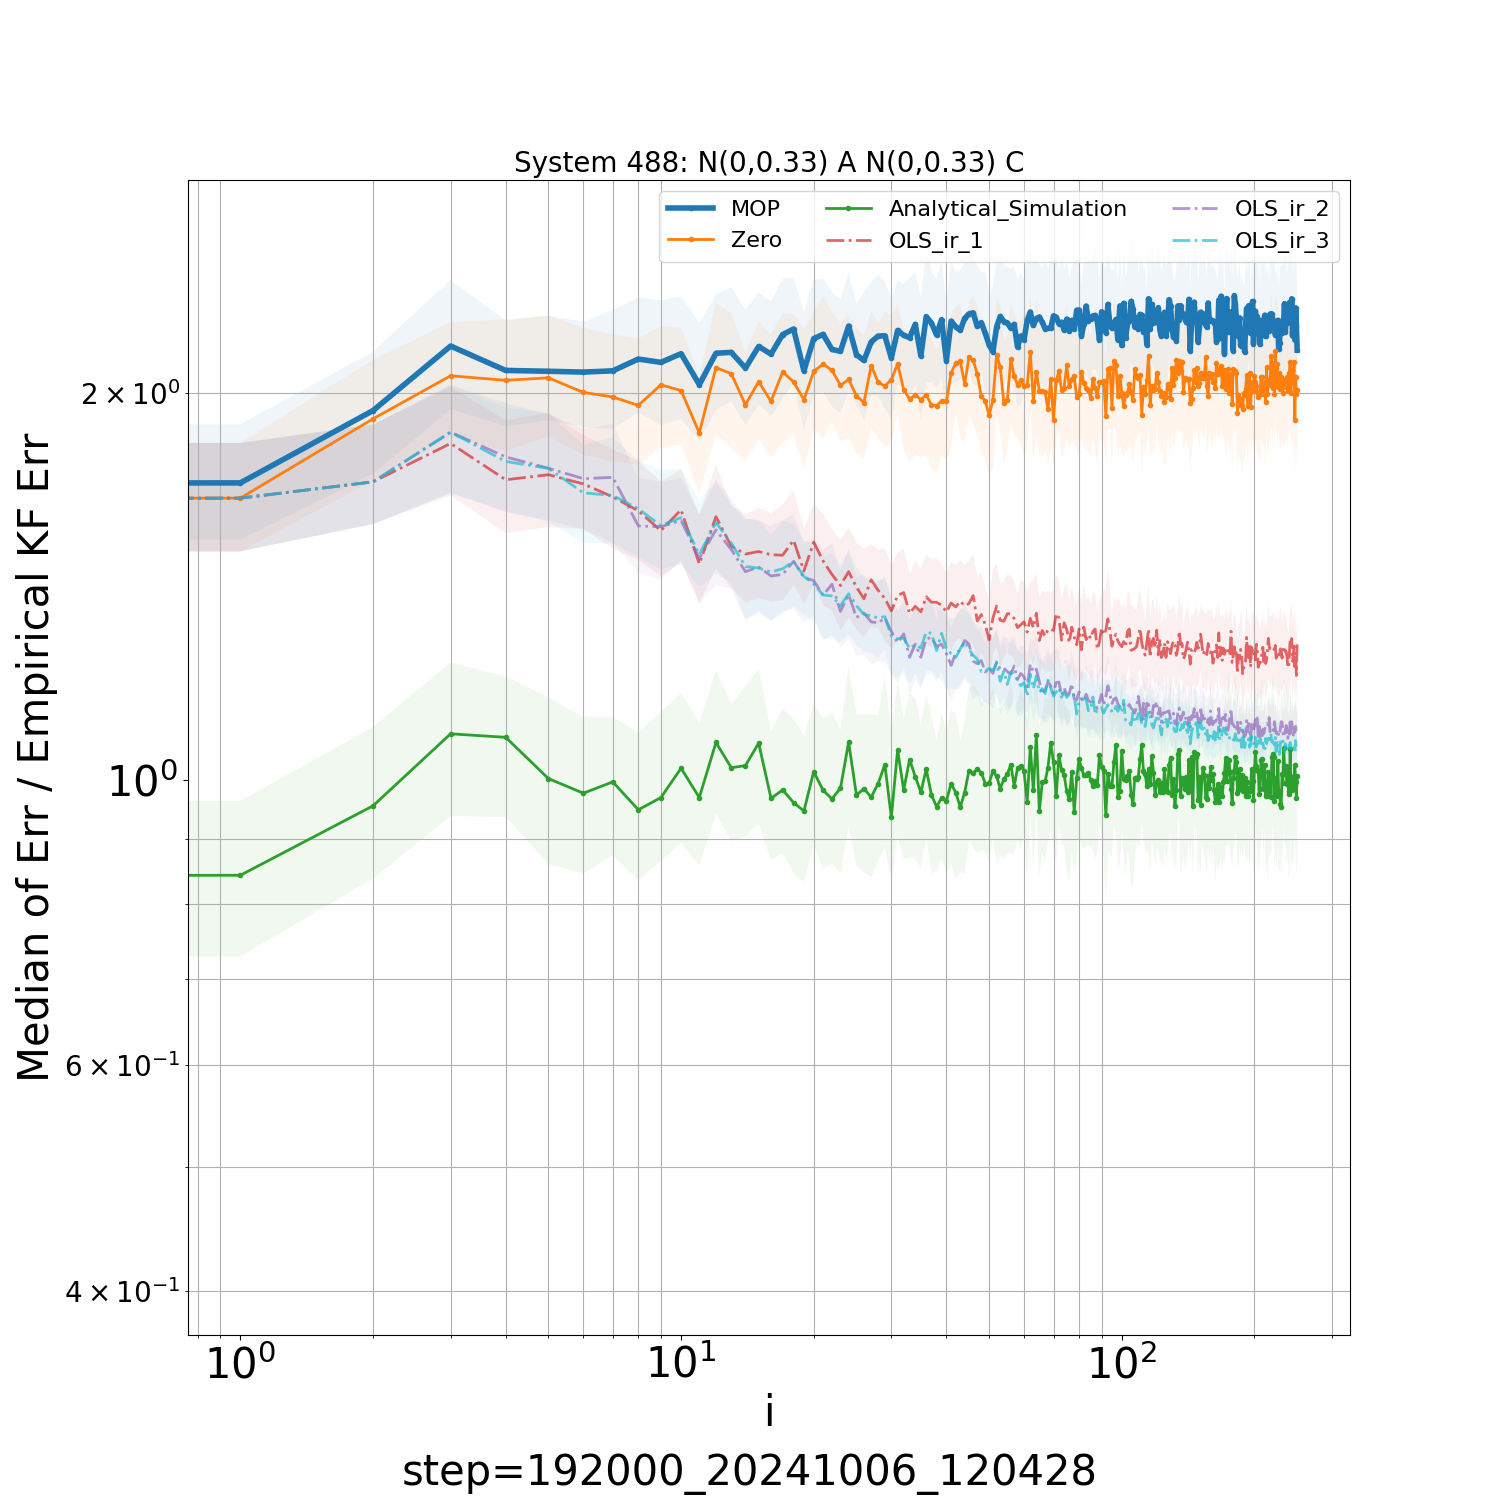 System 488: N(0,0.33) A N(0,0.33) C
MOP
Zero
Analytical_Simulation
OLS_ir_1
OLS_ir_2
OLS_ir_3
Median of Err / Empirical KF Err
2 × 10⁰
10⁰
6 × 10⁻¹
4 × 10⁻¹
10⁰ 10¹ 10²
i
step=192000_20241006_120428